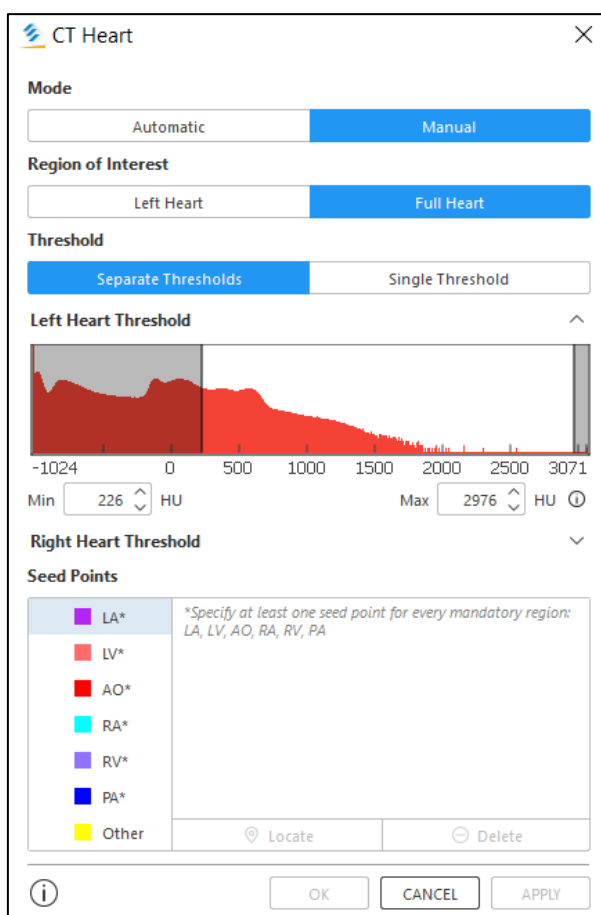 CT Heart
Mode
Automatic Manual
Region of Interest
Left Heart Full Heart
Threshold
Separate Thresholds Single Threshold
Left Heart Threshold
-1024 0 500 1000 1500 2000 2500 3071
Min 226 HU Max 2976 HU
Right Heart Threshold
Seed Points
LA* *Specify at least one seed point for every mandatory region:
LV* LA, LV, AO, RA, RV, PA
AO*
RA*
RV*
PA*
Other Locate Delete
OK CANCEL APPLY